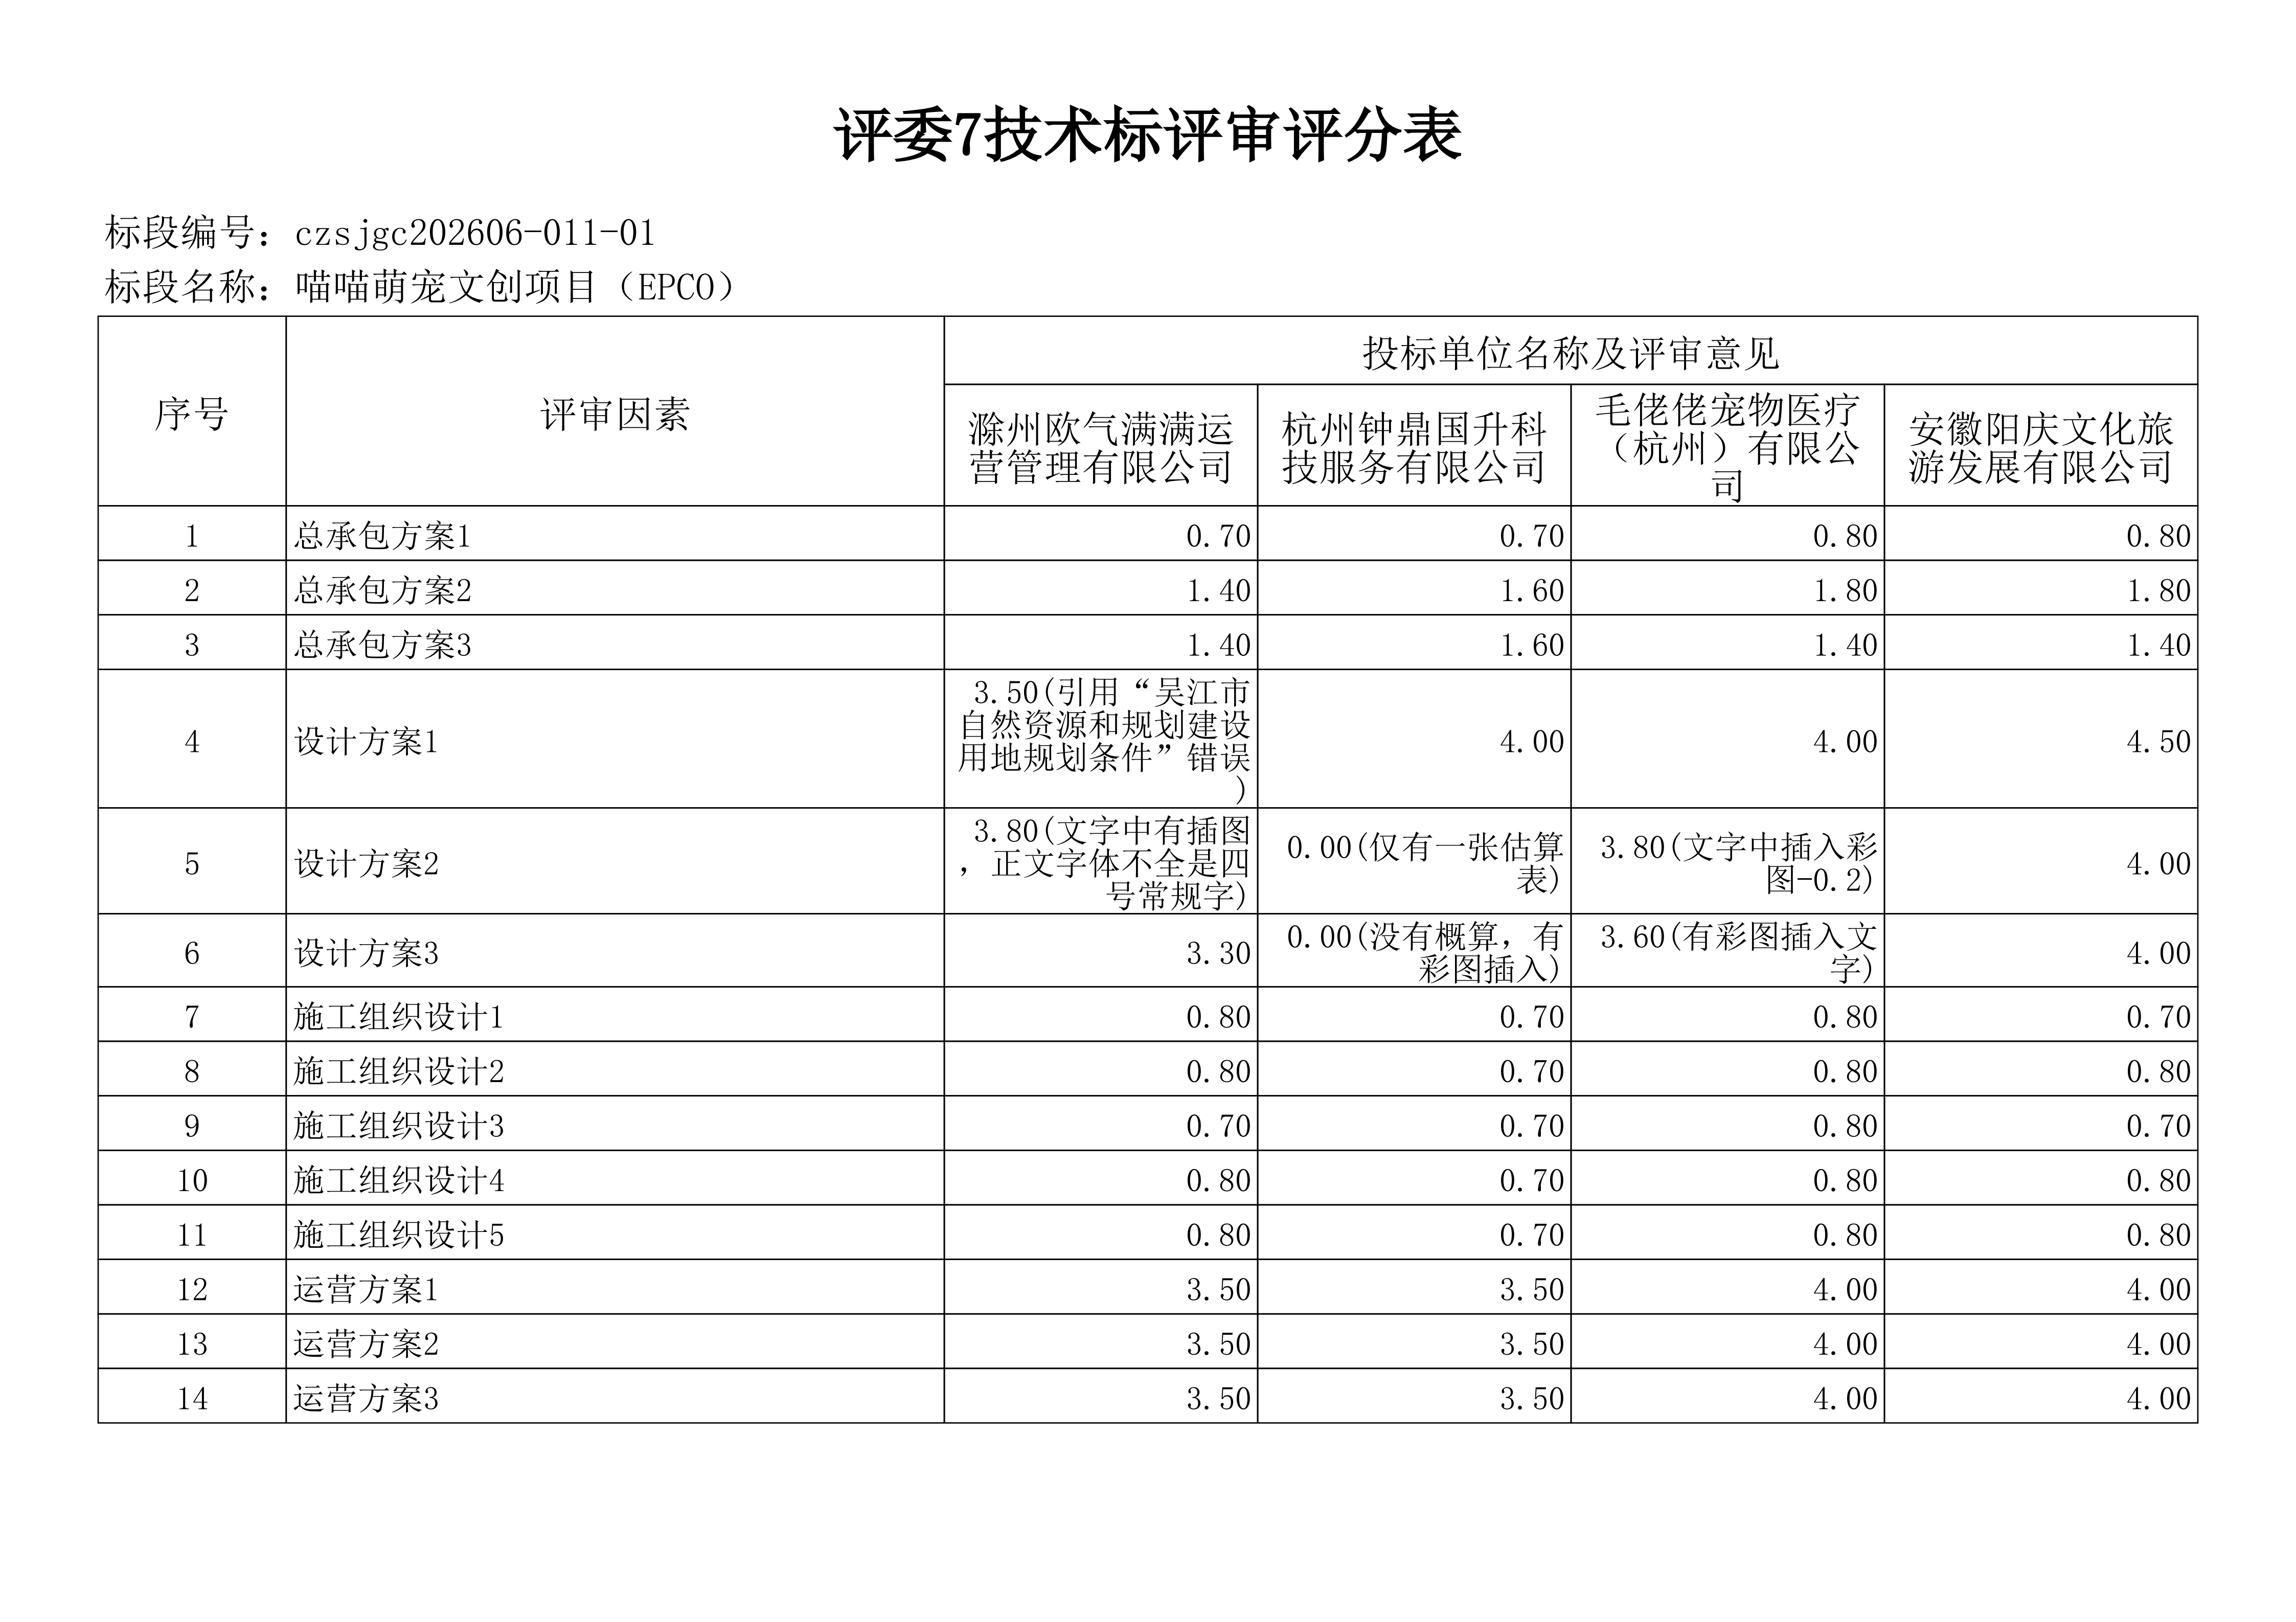 评委7技术标评审评分表
标段编号：czsjgc202606-011-01
标段名称：喵喵萌宠文创项目（EPCO）
序号
评审因素
投标单位名称及评审意见
滁州欧气满满运
营管理有限公司
杭州钟鼎国升科
技服务有限公司
毛佬佬宠物医疗
（杭州）有限公
司
安徽阳庆文化旅
游发展有限公司
1 总承包方案1 0.70 0.70 0.80 0.80
2 总承包方案2 1.40 1.60 1.80 1.80
3 总承包方案3 1.40 1.60 1.40 1.40
4 设计方案1
3.50(引用“吴江市
自然资源和规划建设
用地规划条件”错误
)
4.00 4.00 4.50
5 设计方案2
3.80(文字中有插图
，正文字体不全是四
号常规字)
0.00(仅有一张估算
表)
3.80(文字中插入彩
图-0.2)
4.00
6 设计方案3 3.30
0.00(没有概算，有
彩图插入)
3.60(有彩图插入文
字)
4.00
7 施工组织设计1 0.80 0.70 0.80 0.70
8 施工组织设计2 0.80 0.70 0.80 0.80
9 施工组织设计3 0.70 0.70 0.80 0.70
10 施工组织设计4 0.80 0.70 0.80 0.80
11 施工组织设计5 0.80 0.70 0.80 0.80
12 运营方案1 3.50 3.50 4.00 4.00
13 运营方案2 3.50 3.50 4.00 4.00
14 运营方案3 3.50 3.50 4.00 4.00